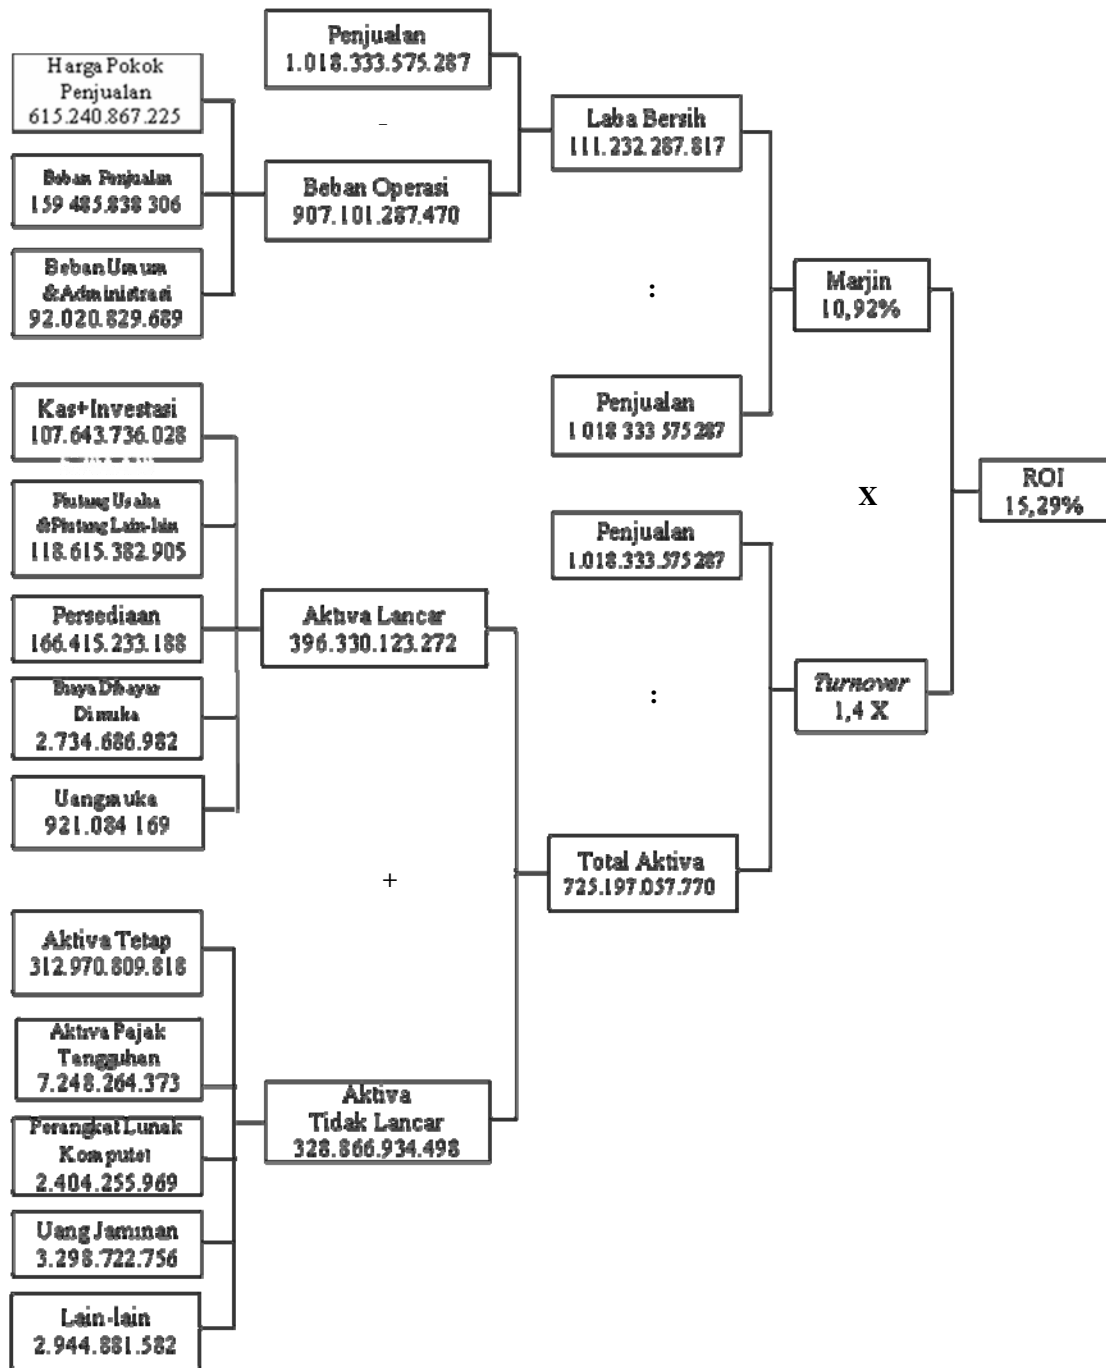 Penjualan
1.018.333.575.287
Harga Pokok
Penjualan
615.240.867.225
-
Laba Bersih
111.232.287.817
Beban Penjualan
159 485.838 306
Beban Operasi
907.101.287.470
Beban Umum
&Administrasi
92.020.829.689
:
Marjin
10,92%
Kas+Investasi
107.643.736.028
Penjualan
1 018 333 575 287
Piutang Usaha
&Piutang Lain-lain
118.615.382.905
X
ROI
15,29%
Penjualan
1.018.333.575.287
Persediaan
166.415.233.188
Aktiva Lancar
396.330.123.272
Biaya Dibayar
Dimuka
2.734.686.982
:
Turnover
1,4 X
Uangmuka
921.084 169
Total Aktiva
725.197.057.770
+
Aktiva Tetap
312.970.809.818
Aktiva Pajak
Tangguhan
7.248.264.373
Aktiva
Tidak Lancar
328.866.934.498
Perangkat Lunak
Komputer
2.404.255.969
Uang Jaminan
3.298.722.756
Lain-lain
2.944.881.582